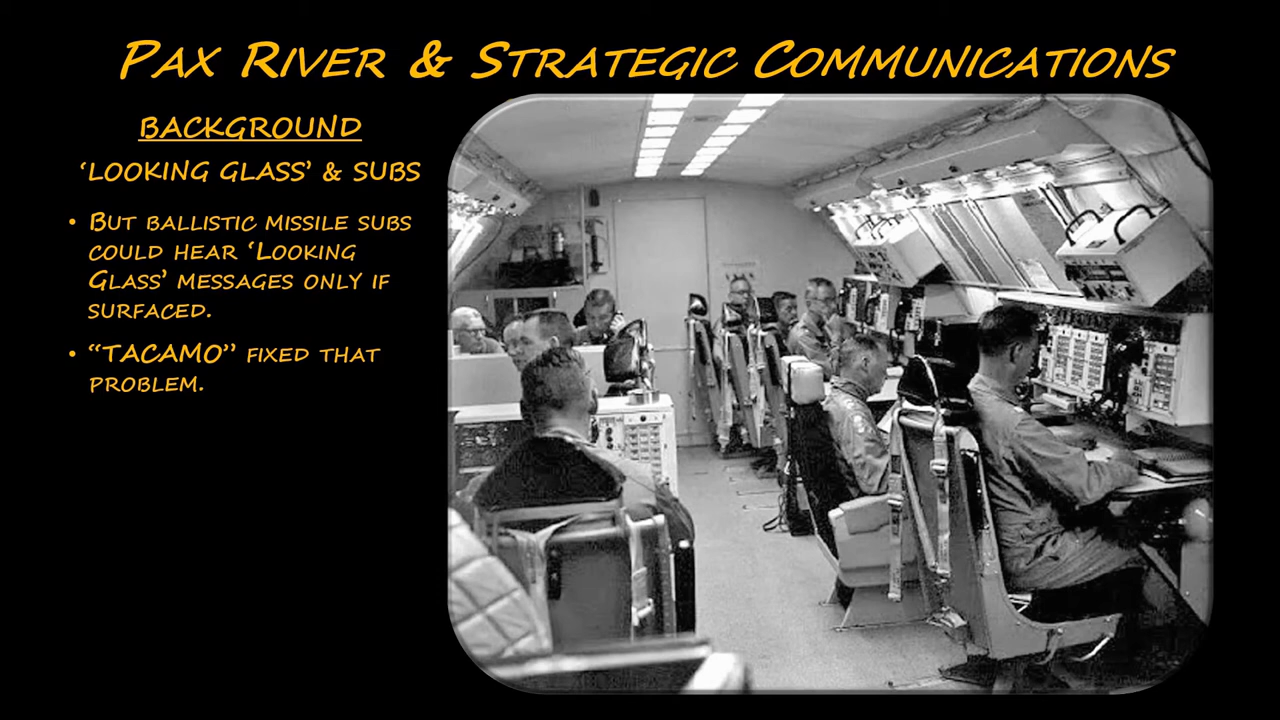 Pax River & Strategic Communications
BACKGROUND
‘LOOKING GLASS’ & SUBS
• But ballistic missile subs
could hear ‘Looking
Glass’ messages only if
surfaced.
• “TACAMO” fixed that
problem.